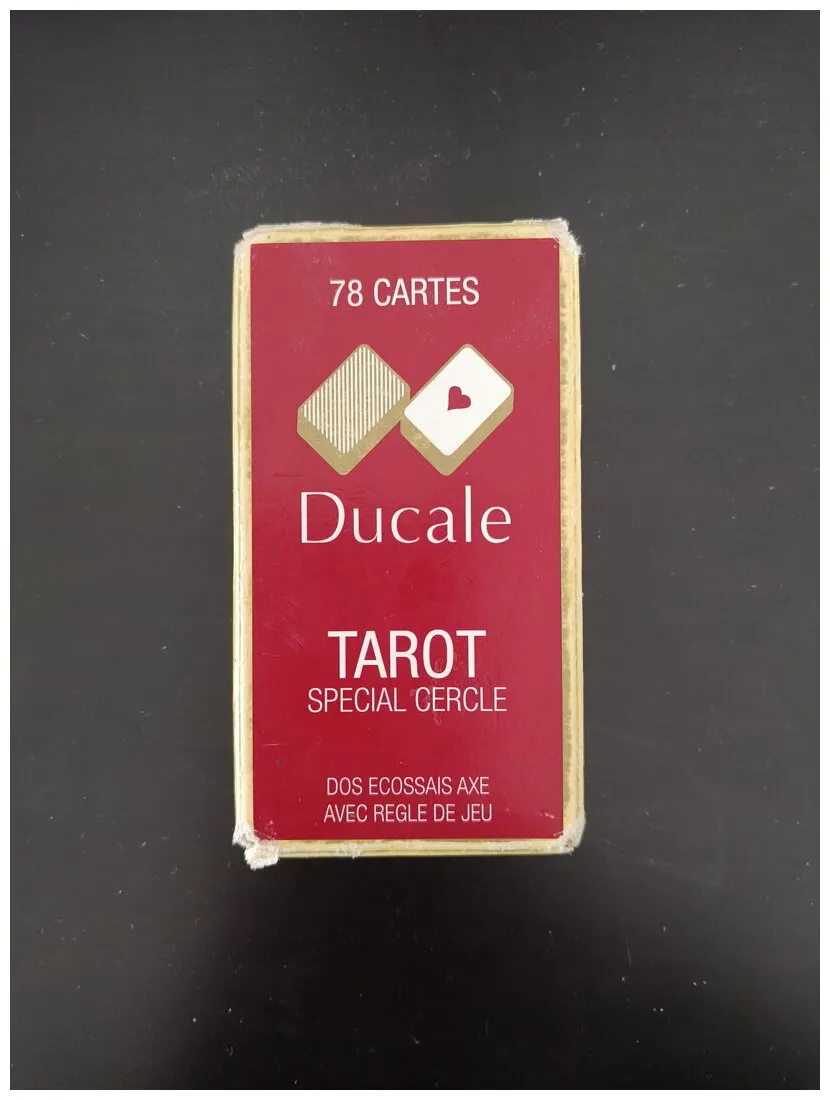 78 CARTES
Ducale
TAROT
SPECIAL CERCLE
DOS ECOSSAIS AXE
AVEC REGLE DE JEU